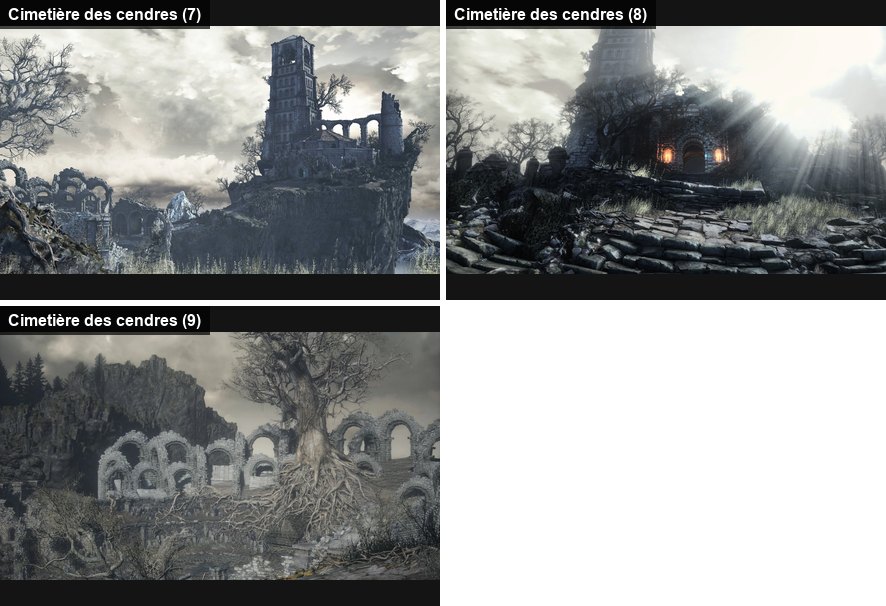 Cimetière des cendres (7)
Cimetière des cendres (8)
Cimetière des cendres (9)